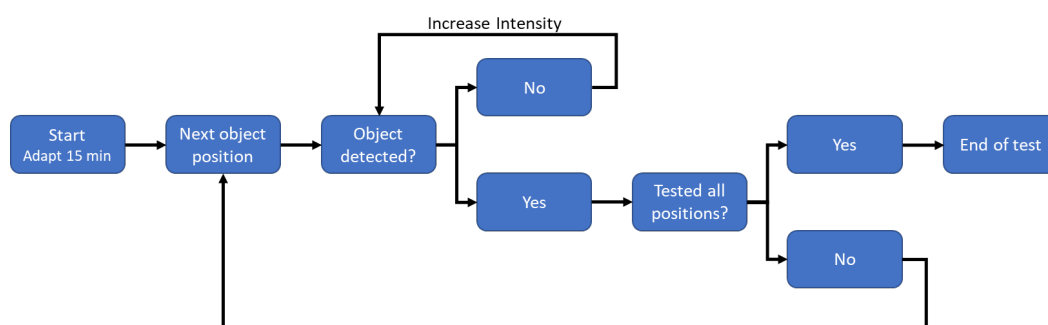 Increase Intensity
No
Start
Adapt 15 min
Next object
position
Object
detected?
Yes
Tested all
positions?
Yes
End of test
No